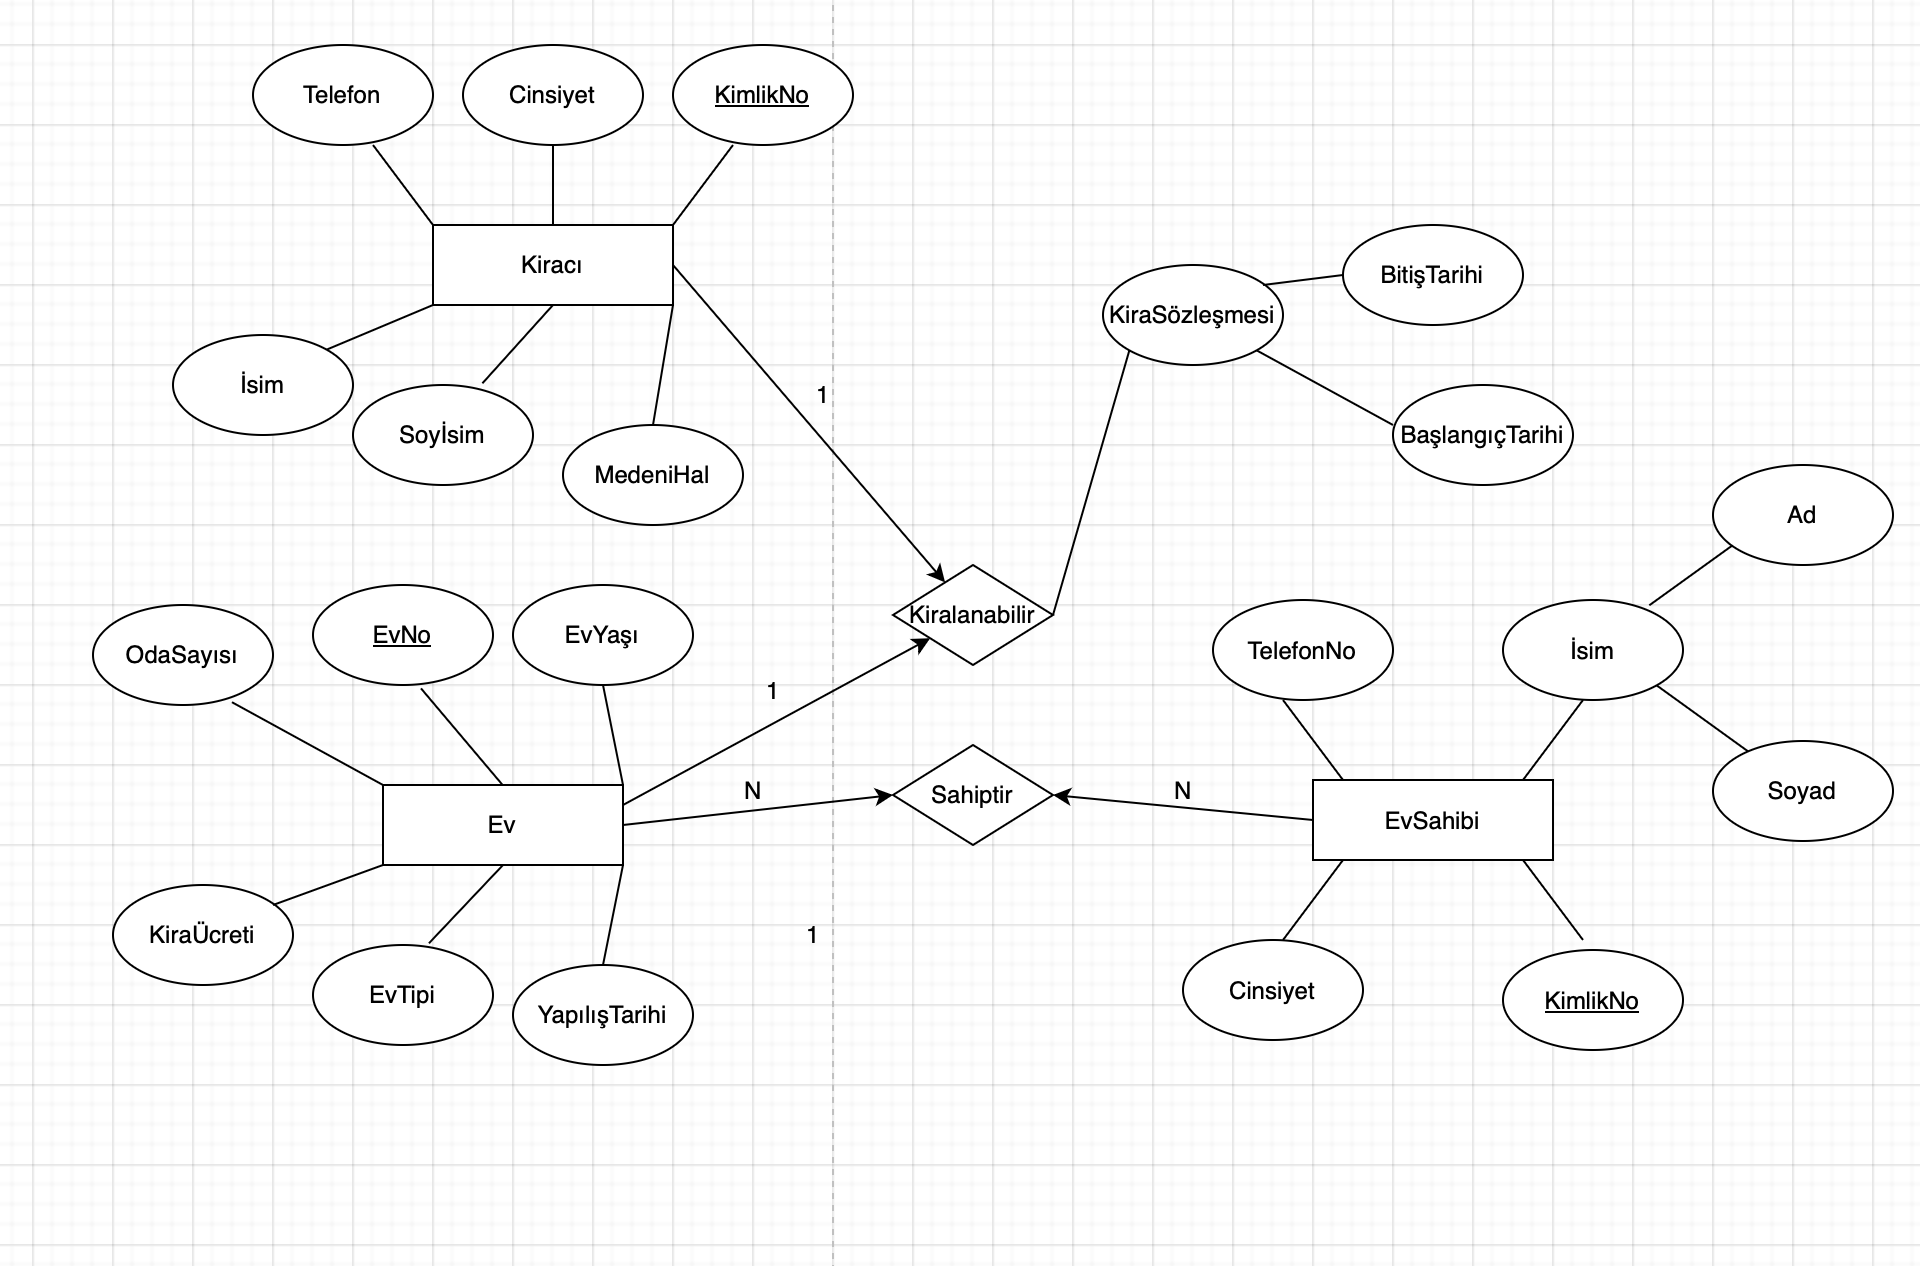 Telefon
Cinsiyet
KimlikNo
Kiracı
İsim
Soyİsim
MedeniHal
1
KiraSözleşmesi
BitişTarihi
BaşlangıçTarihi
Kiralanabilir
OdaSayısı
EvNo
EvYaşı
1
Ev
N
Sahiptir
N
KiraÜcreti
EvTipi
YapılışTarihi
1
Ad
TelefonNo
İsim
Soyad
EvSahibi
Cinsiyet
KimlikNo